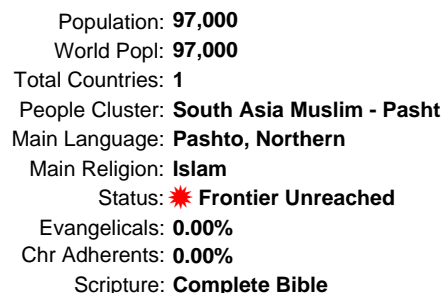 Population: 97,000
World Popl: 97,000
Total Countries: 1
People Cluster: South Asia Muslim - Pasht
Main Language: Pashto, Northern
Main Religion: Islam
Status: Frontier Unreached
Evangelicals: 0.00%
Chr Adherents: 0.00%
Scripture: Complete Bible